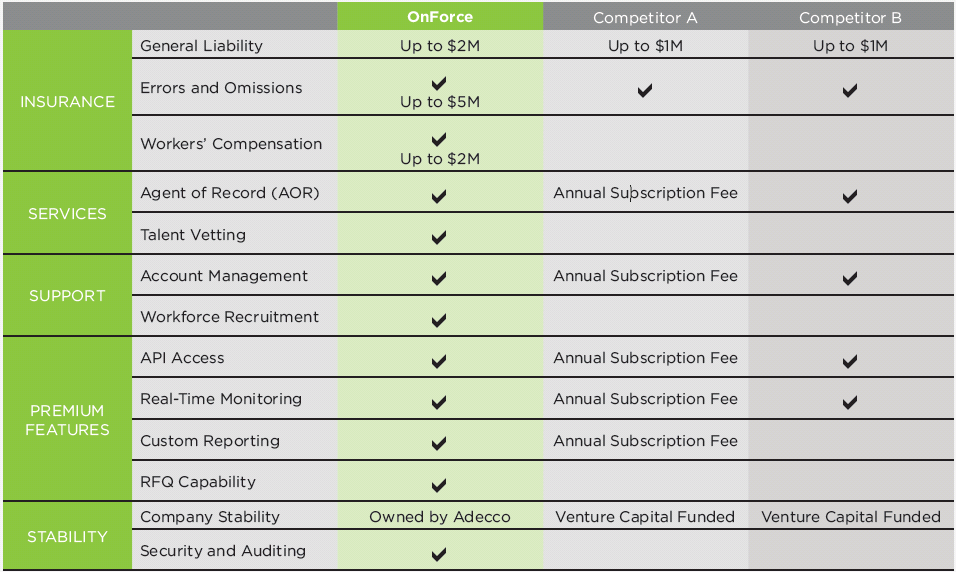 OnForce Competitor A Competitor B
INSURANCE
General Liability Up to $2M Up to $1M Up to $1M
Errors and Omissions ✔ ✔ ✔
Up to $5M
Workers’ Compensation ✔
Up to $2M
SERVICES
Agent of Record (AOR) ✔ Annual Subscription Fee ✔
Talent Vetting ✔
SUPPORT
Account Management ✔ Annual Subscription Fee ✔
Workforce Recruitment ✔
PREMIUM
FEATURES
API Access ✔ Annual Subscription Fee ✔
Real-Time Monitoring ✔ Annual Subscription Fee ✔
Custom Reporting ✔ Annual Subscription Fee
RFQ Capability ✔
STABILITY
Company Stability Owned by Adecco Venture Capital Funded Venture Capital Funded
Security and Auditing ✔